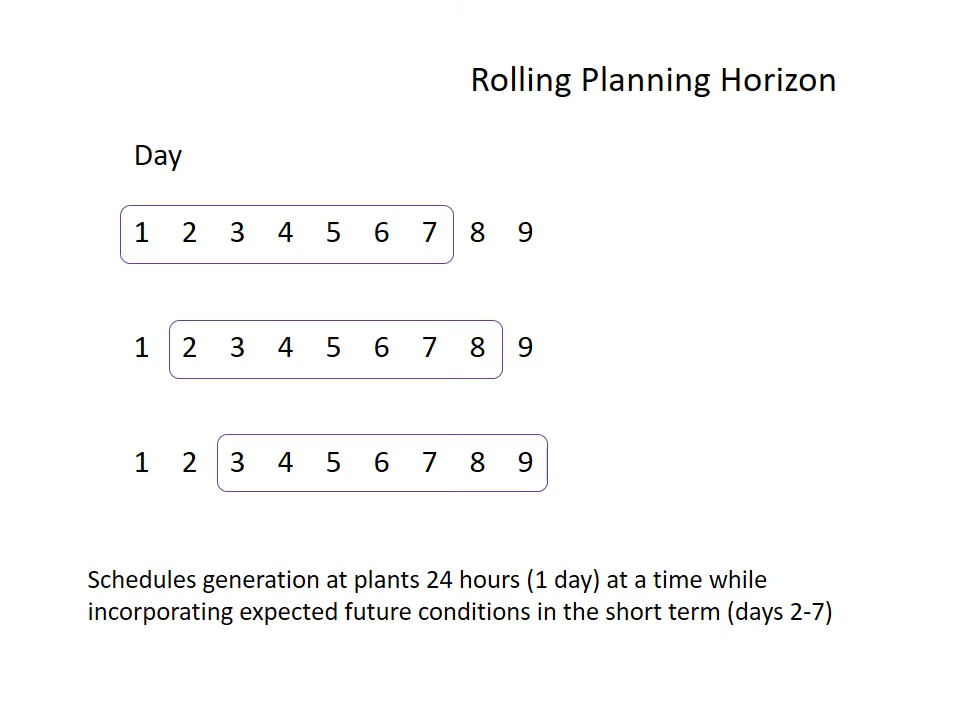 Rolling Planning Horizon
Day
1 2 3 4 5 6 7 8 9
1 2 3 4 5 6 7 8 9
1 2 3 4 5 6 7 8 9
Schedules generation at plants 24 hours (1 day) at a time while
incorporating expected future conditions in the short term (days 2-7)